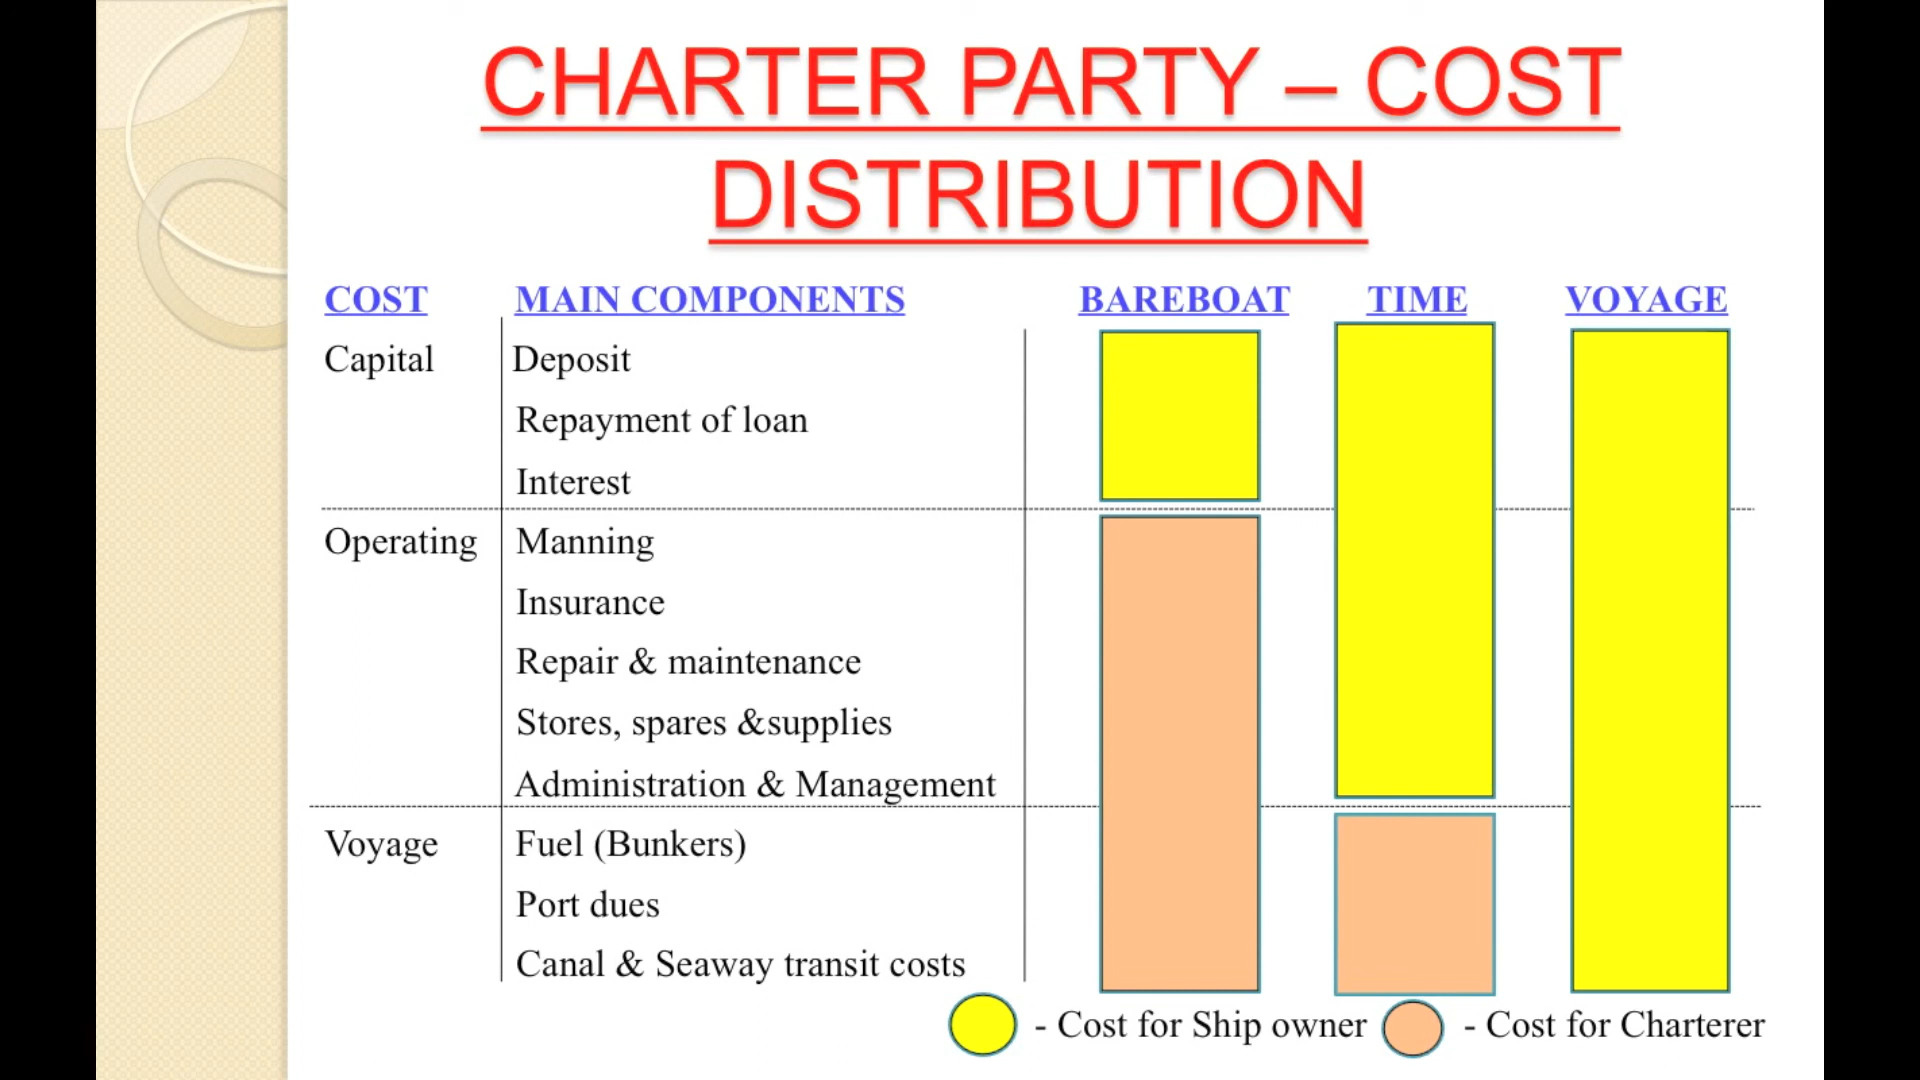 CHARTER PARTY – COST
DISTRIBUTION
COST MAIN COMPONENTS BAREBOAT TIME VOYAGE
Capital Deposit
Repayment of loan
Interest
Operating Manning
Insurance
Repair & maintenance
Stores, spares &supplies
Administration & Management
Voyage Fuel (Bunkers)
Port dues
Canal & Seaway transit costs
- Cost for Ship owner - Cost for Charterer